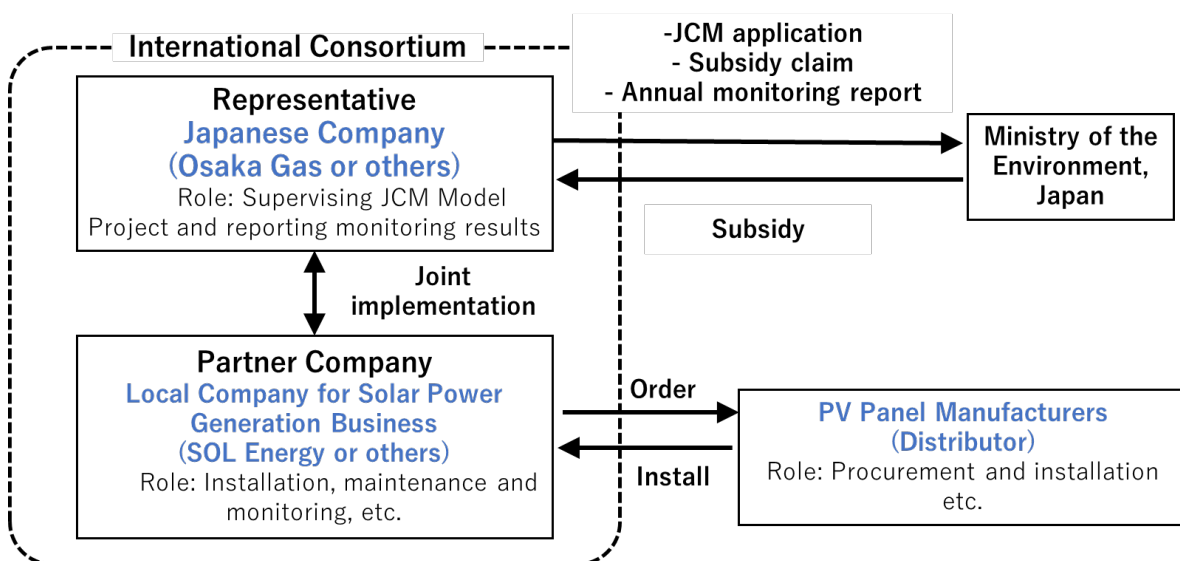 International Consortium
-JCM application
- Subsidy claim
- Annual monitoring report
Representative
Japanese Company
(Osaka Gas or others)
Role: Supervising JCM Model
Project and reporting monitoring results
Ministry of the
Environment,
Japan
Subsidy
Joint
implementation
Partner Company
Local Company for Solar Power
Generation Business
(SOL Energy or others)
Role: Installation, maintenance and
monitoring, etc.
Order
Install
PV Panel Manufacturers
(Distributor)
Role: Procurement and installation
etc.